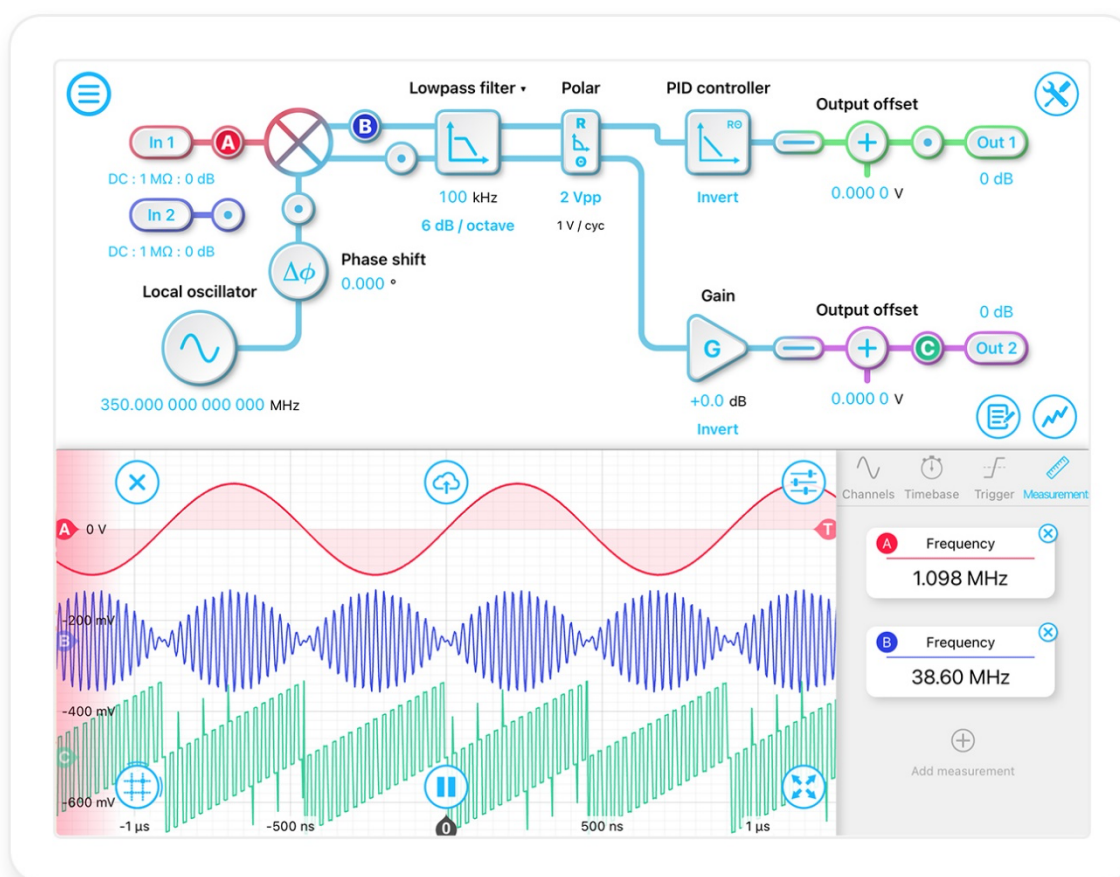 Lowpass filter ▾
Polar
PID controller
Output offset
In 1
A
B
R
Θ
RΘ
Out 1
DC : 1 MΩ : 0 dB
100 kHz
2 Vpp
Invert
0.000 0 V
0 dB
In 2
6 dB / octave
1 V / cyc
DC : 1 MΩ : 0 dB
Δϕ
Phase shift
0.000 °
Local oscillator
Gain
Output offset
0 dB
G
C
Out 2
350.000 000 000 000 MHz
+0.0 dB
0.000 0 V
Invert
Channels
Timebase
Trigger
Measurement
A
0 V
T
A
Frequency
1.098 MHz
-200 mV
B
B
Frequency
38.60 MHz
-400 mV
C
Add measurement
-600 mV
-1 µs
-500 ns
0
500 ns
1 µs